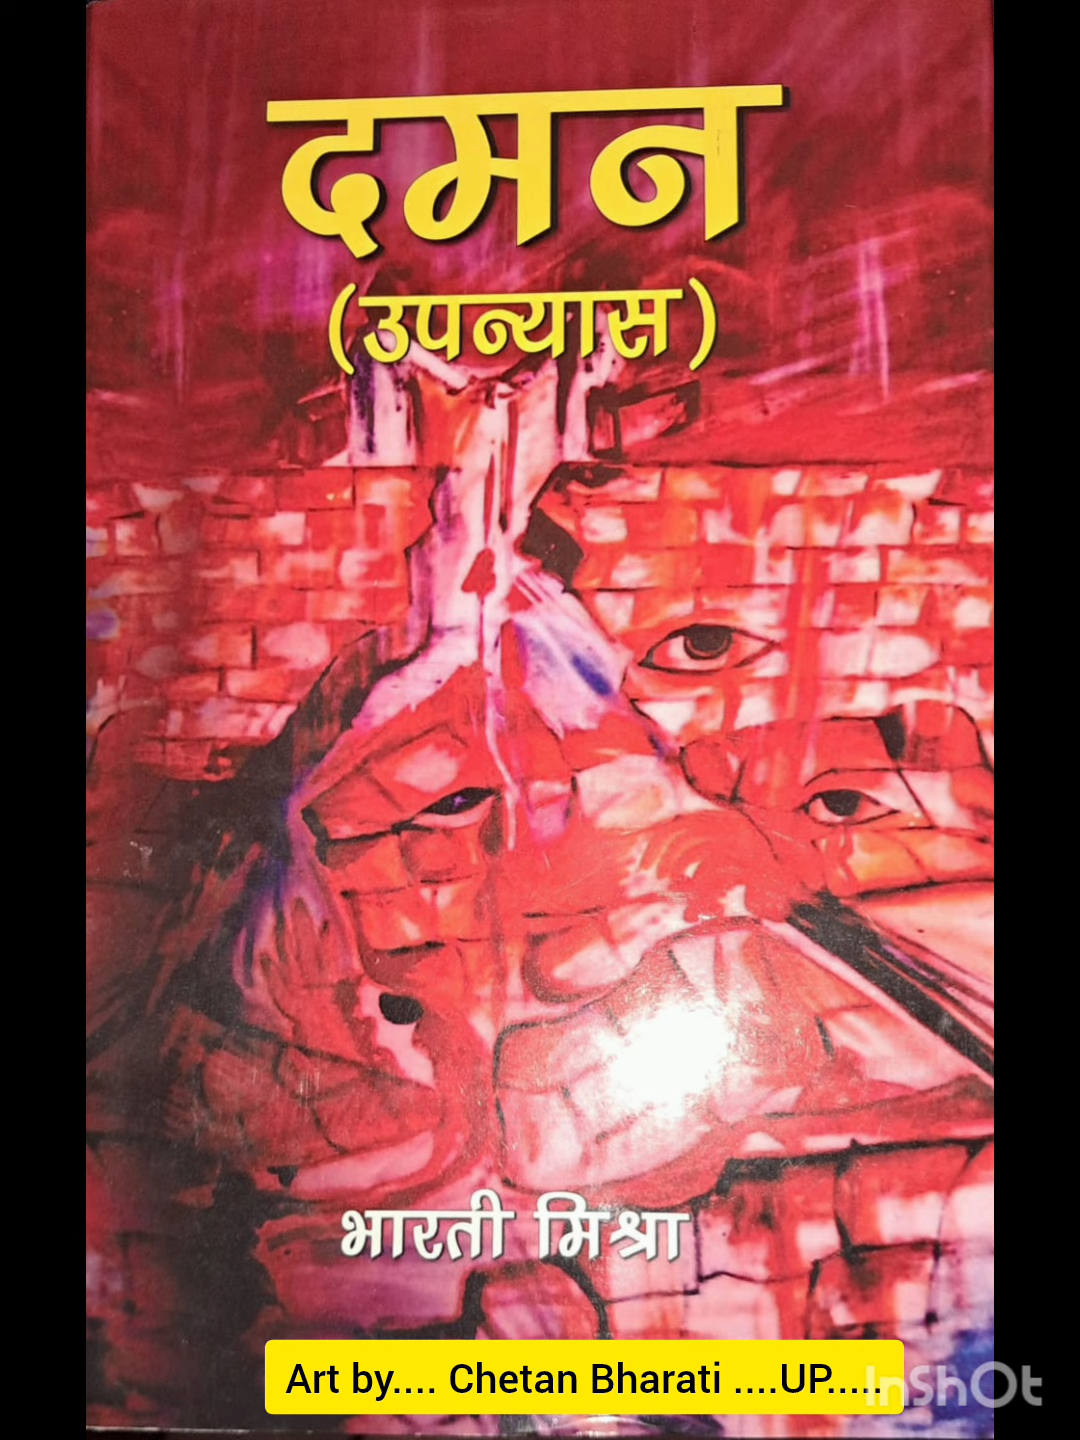 दमन
(उपन्यास)
भारती मिश्रा
Art by.... Chetan Bharati ....UP.....
InShOt